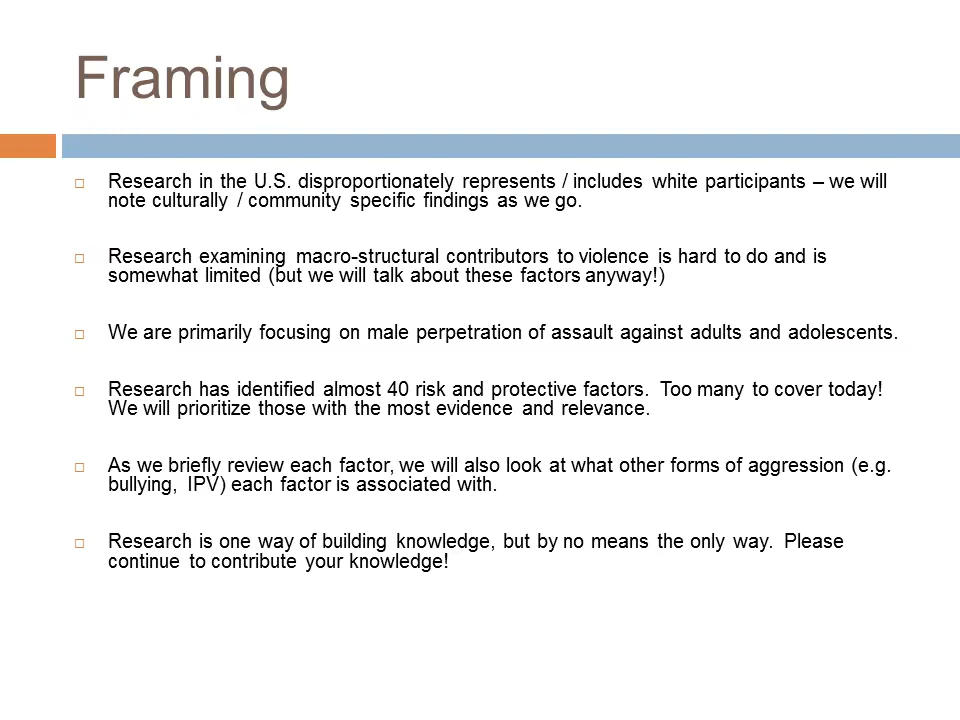 Framing
Research in the U.S. disproportionately represents / includes white participants – we will
note culturally / community specific findings as we go.
Research examining macro-structural contributors to violence is hard to do and is
somewhat limited (but we will talk about these factors anyway!)
We are primarily focusing on male perpetration of assault against adults and adolescents.
Research has identified almost 40 risk and protective factors.  Too many to cover today!
We will prioritize those with the most evidence and relevance.
As we briefly review each factor, we will also look at what other forms of aggression (e.g.
bullying, IPV) each factor is associated with.
Research is one way of building knowledge, but by no means the only way.  Please
continue to contribute your knowledge!